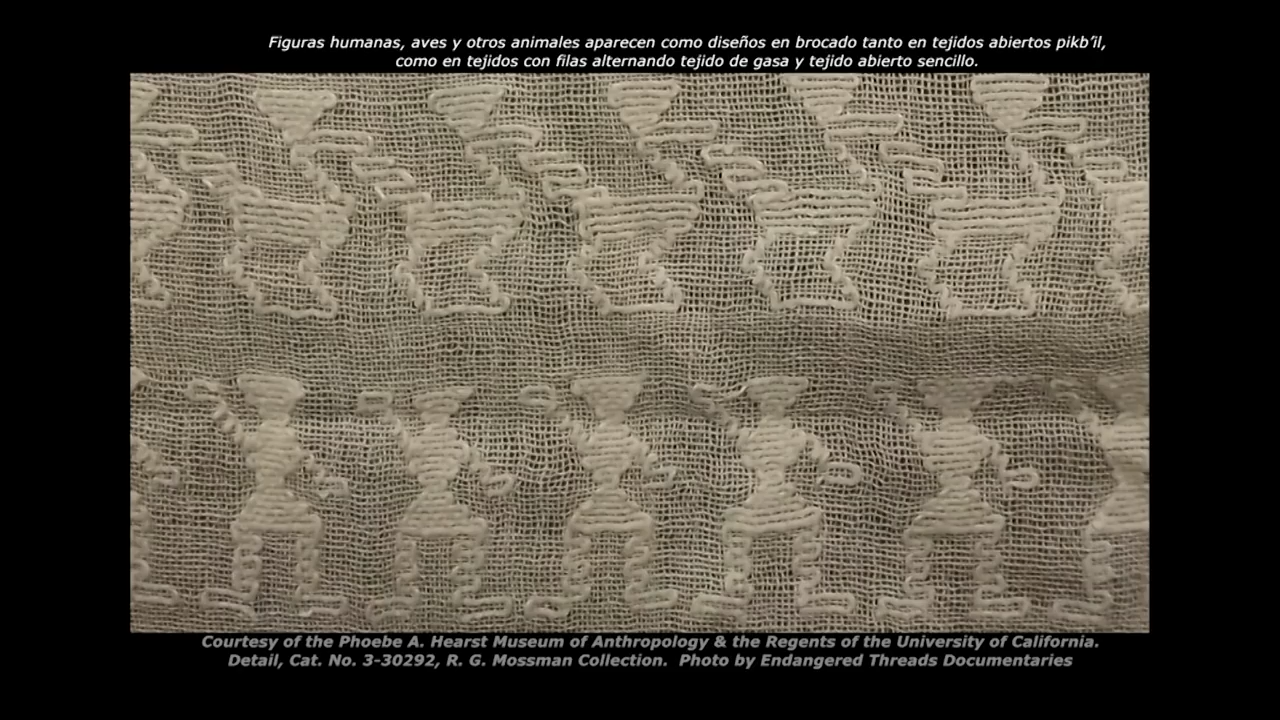 Figuras humanas, aves y otros animales aparecen como diseños en brocado tanto en tejidos abiertos pikb’il,
como en tejidos con filas alternando tejido de gasa y tejido abierto sencillo.
Courtesy of the Phoebe A. Hearst Museum of Anthropology & the Regents of the University of California.
Detail, Cat. No. 3-30292, R. G. Mossman Collection.  Photo by Endangered Threads Documentaries